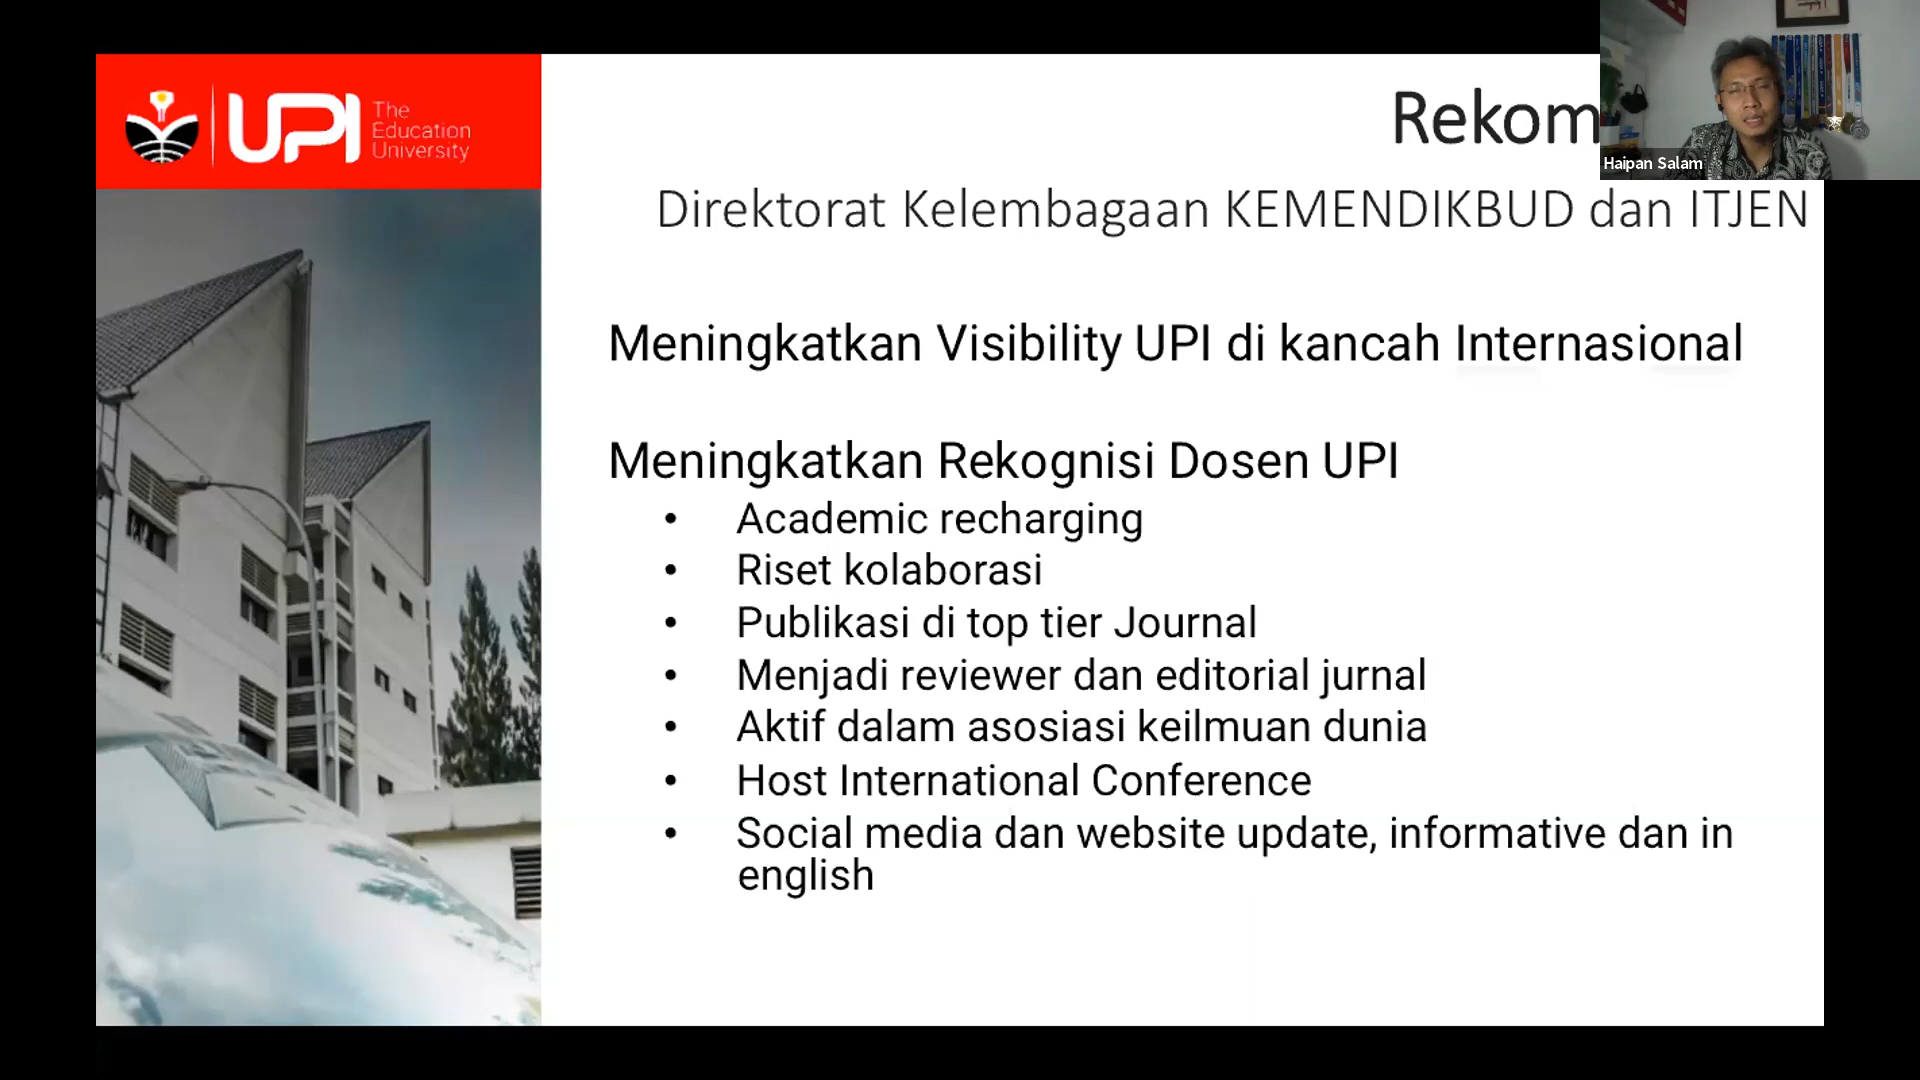 UPI
The
Education
University
Haipan Salam
Direktorat Kelembagaan KEMENDIKBUD dan ITJEN
Meningkatkan Visibility UPI di kancah Internasional
Meningkatkan Rekognisi Dosen UPI
• Academic recharging
• Riset kolaborasi
• Publikasi di top tier Journal
• Menjadi reviewer dan editorial jurnal
• Aktif dalam asosiasi keilmuan dunia
• Host International Conference
• Social media dan website update, informative dan in
english